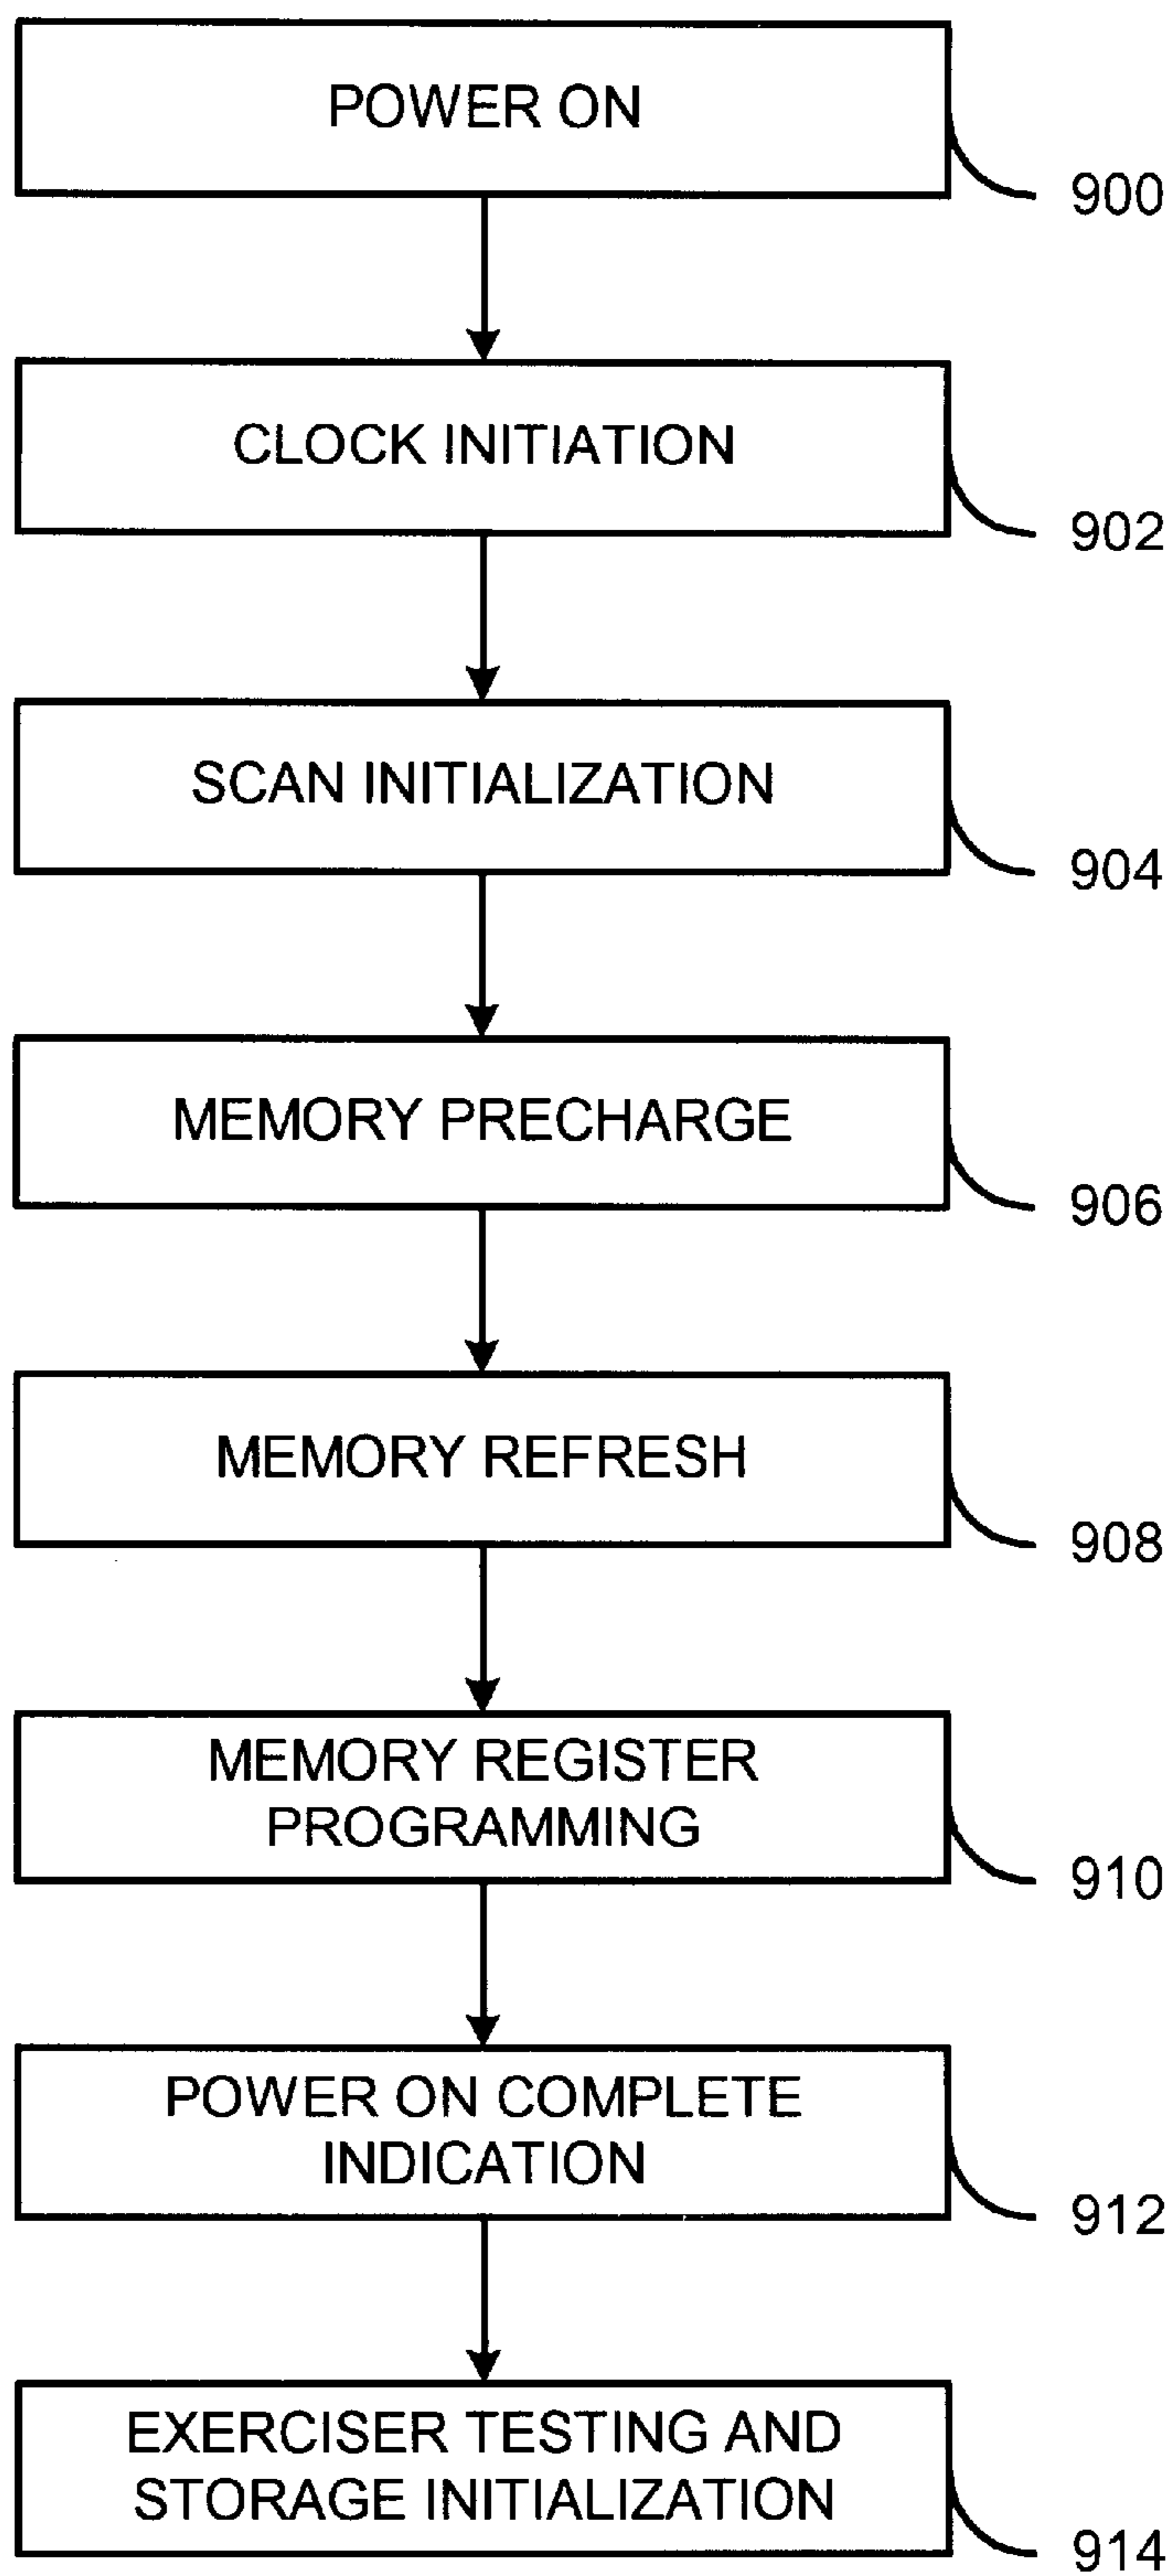 POWER ON
900
CLOCK INITIATION
902
SCAN INITIALIZATION
904
MEMORY PRECHARGE
906
MEMORY REFRESH
908
MEMORY REGISTER
PROGRAMMING
910
POWER ON COMPLETE
INDICATION
912
EXERCISER TESTING AND
STORAGE INITIALIZATION
914